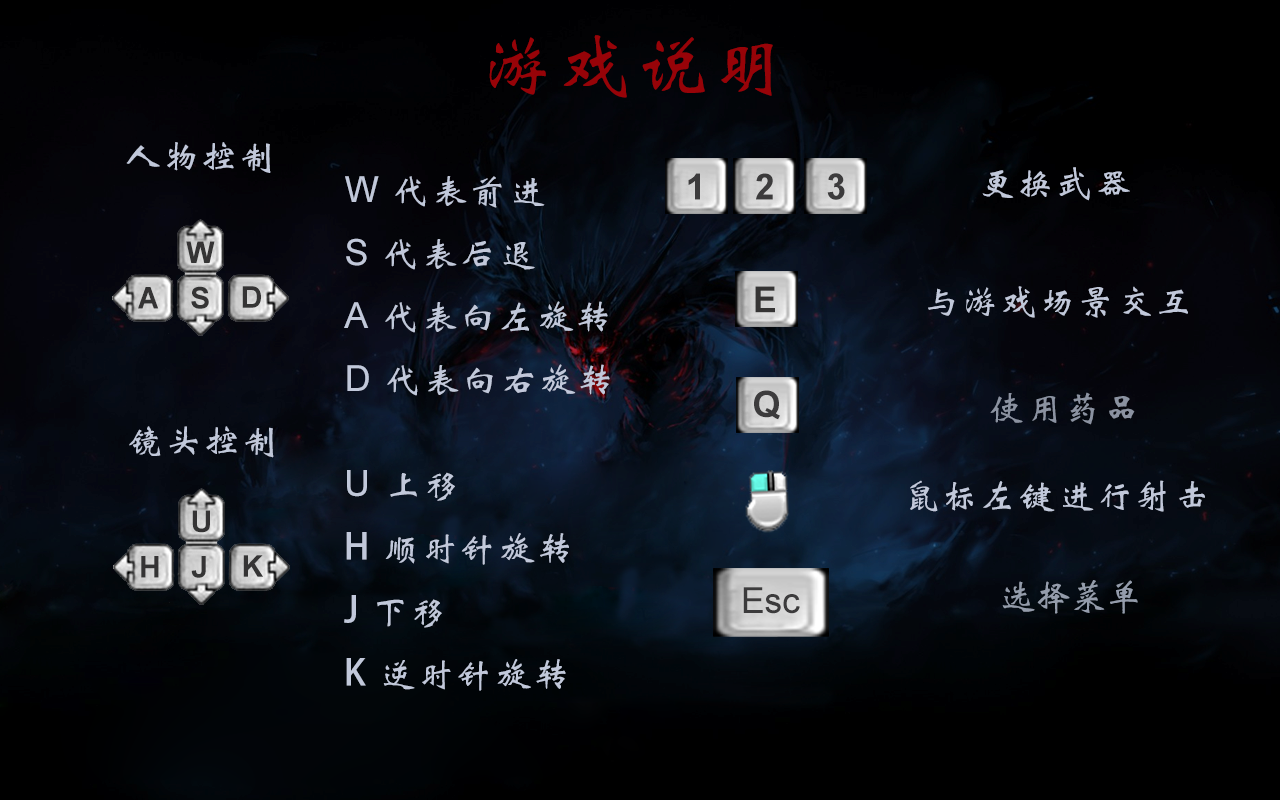 游戏说明
人物控制
W
A S D
W 代表前进
S 代表后退
A 代表向左旋转
D 代表向右旋转
镜头控制
U
H J K
U 上移
H 顺时针旋转
J 下移
K 逆时针旋转
1 2 3 更换武器
E 与游戏场景交互
Q 使用药品
鼠标左键进行射击
Esc 选择菜单